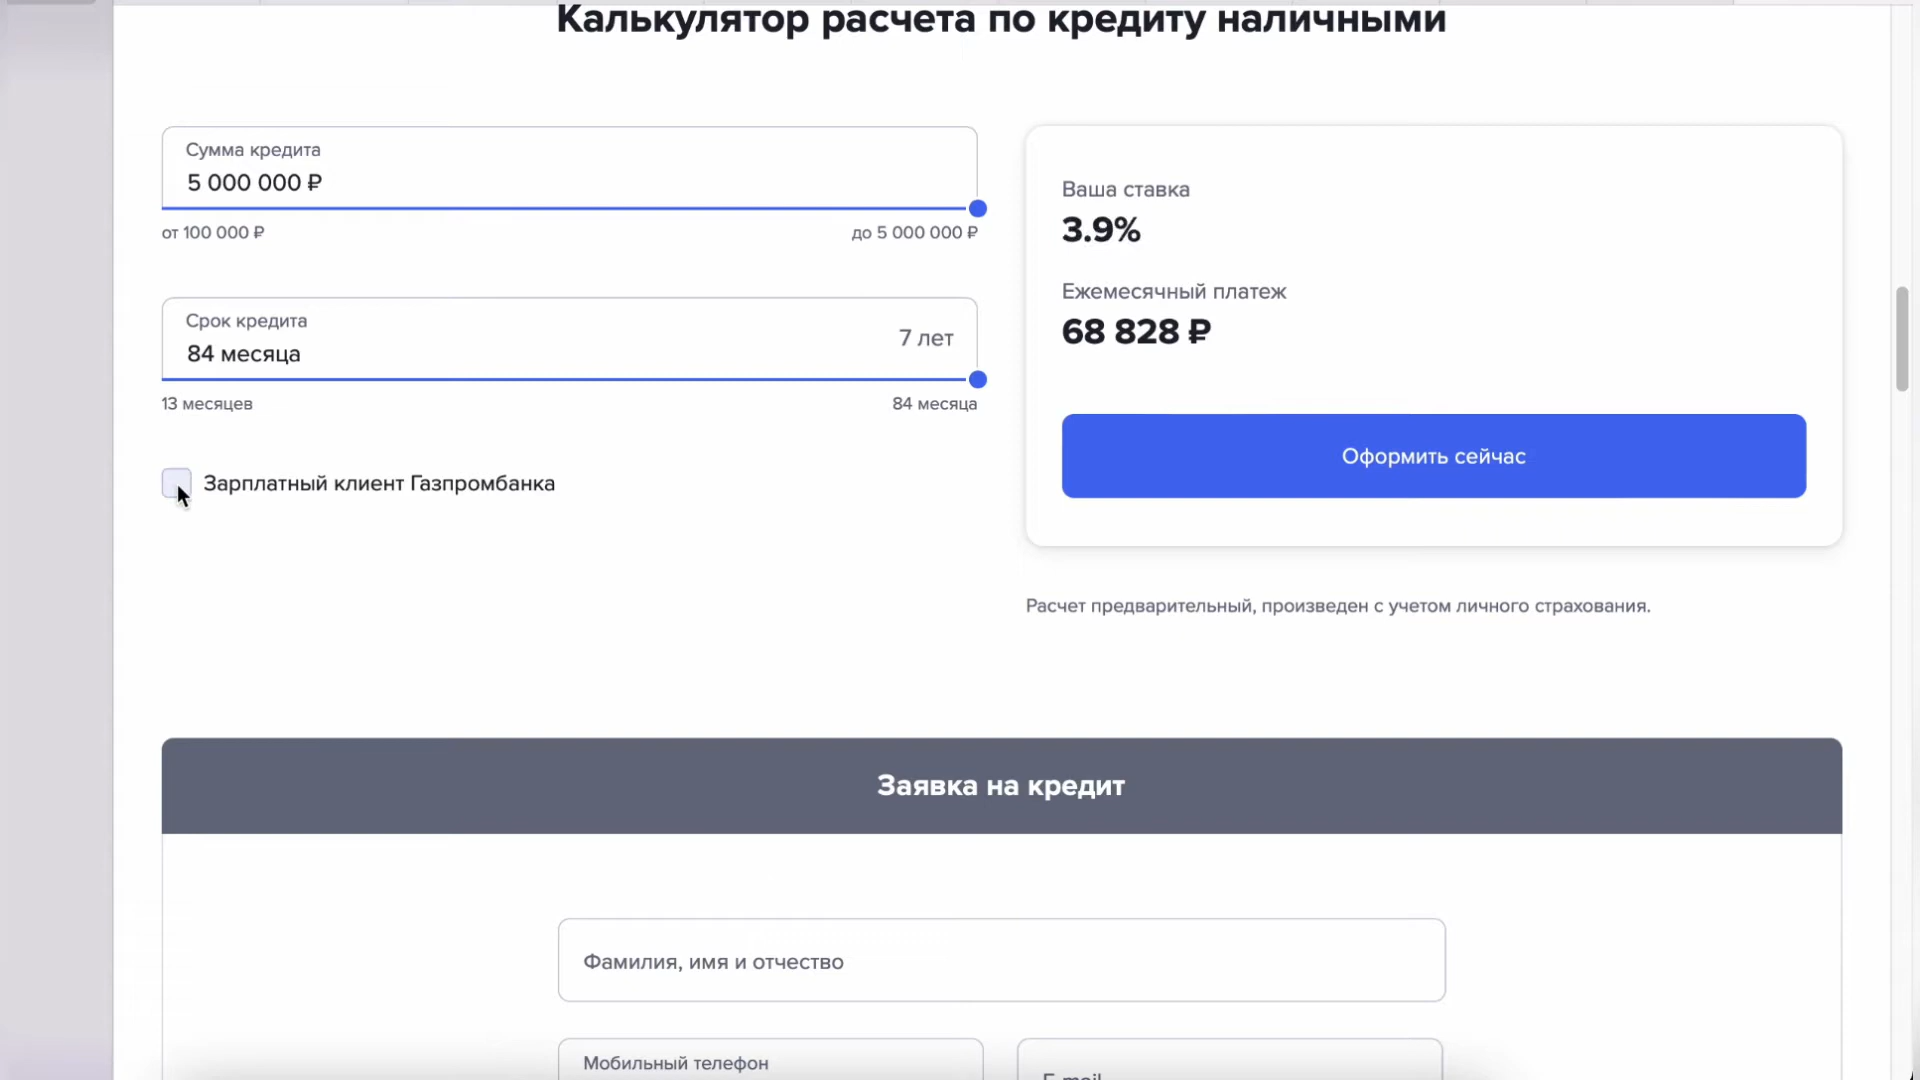 Калькулятор расчета по кредиту наличными
Сумма кредита
5 000 000 ₽
от 100 000 ₽
до 5 000 000 ₽
Срок кредита
84 месяца
7 лет
13 месяцев
84 месяца
Зарплатный клиент Газпромбанка
Ваша ставка
3.9%
Ежемесячный платеж
68 828 ₽
Оформить сейчас
Расчет предварительный, произведен с учетом личного страхования.
Заявка на кредит
Фамилия, имя и отчество
Мобильный телефон
E-mail